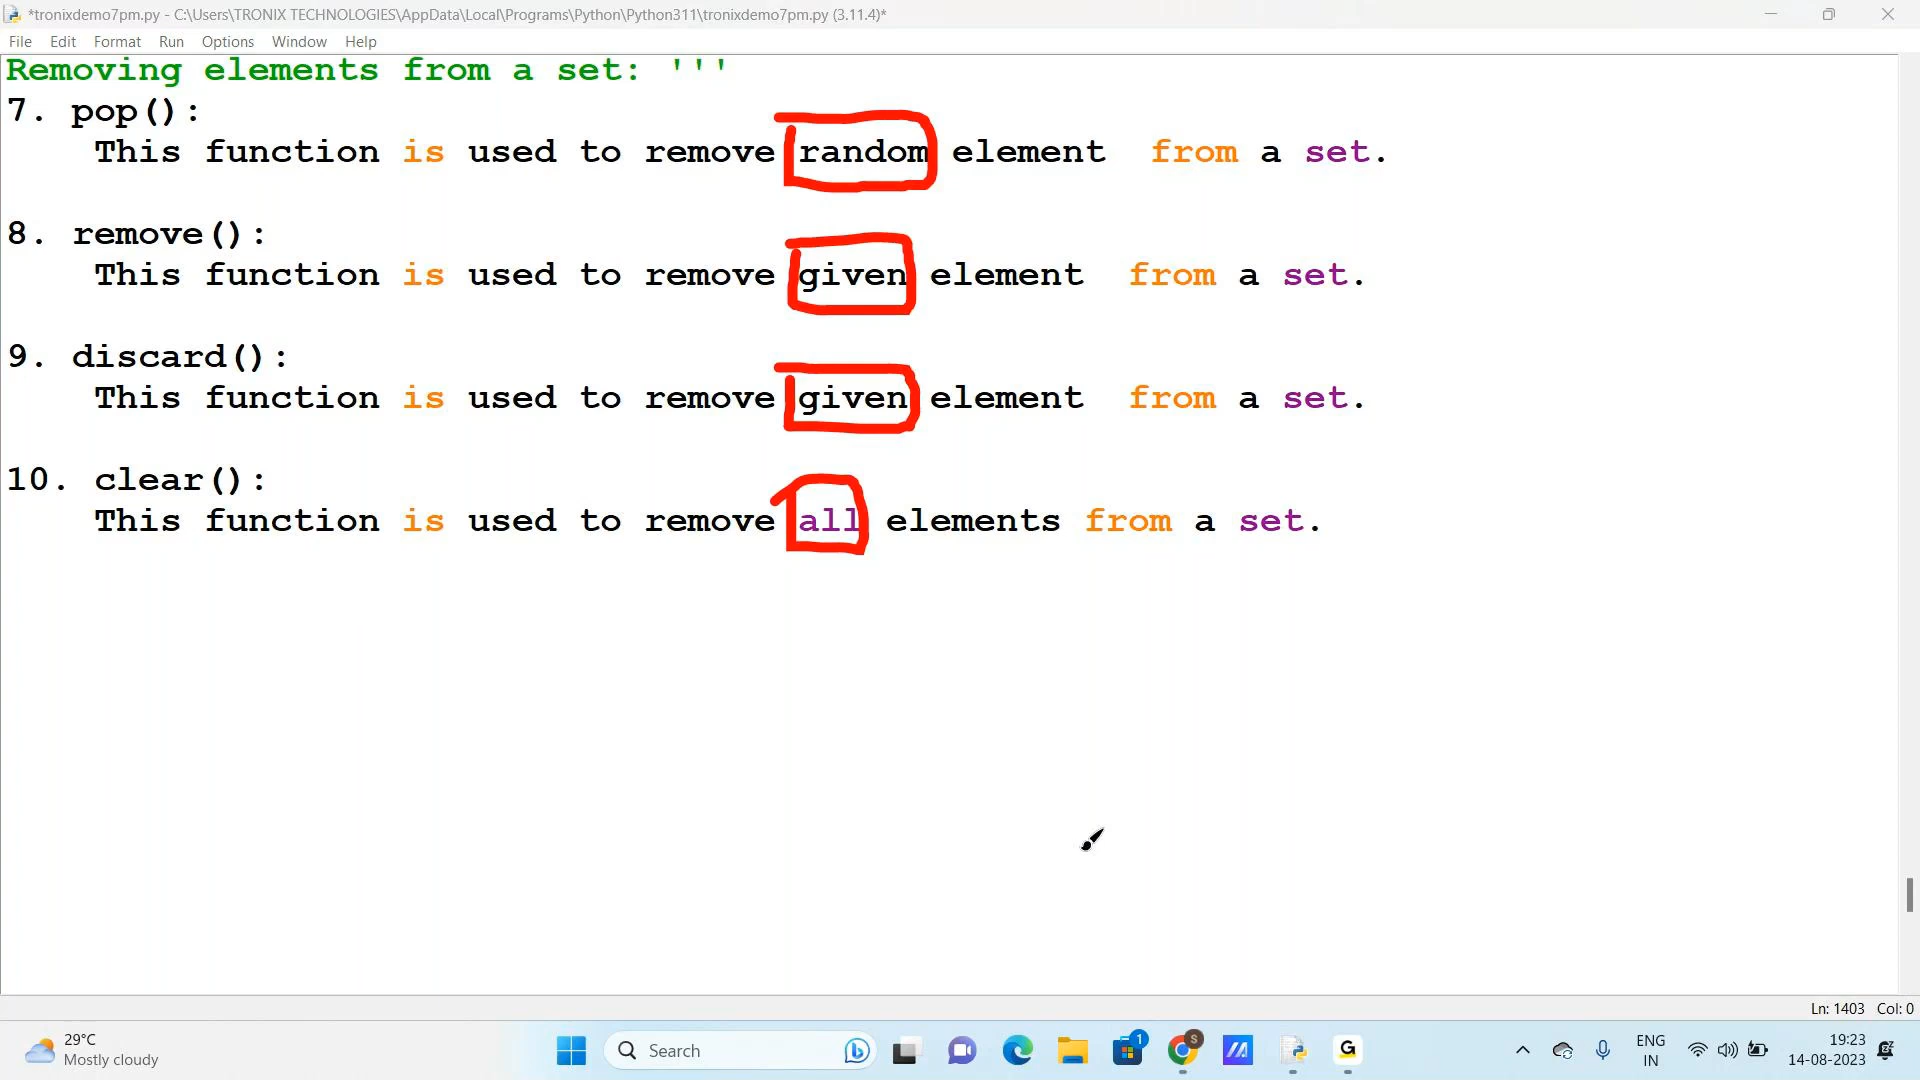 *tronixdemo7pm.py - C:\Users\TRONIX TECHNOLOGIES\AppData\Local\Programs\Python\Python311\tronixdemo7pm.py (3.11.4)*
File Edit Format Run Options Window Help
Removing elements from a set: '''
7. pop():
This function is used to remove random element from a set.
8. remove():
This function is used to remove given element from a set.
9. discard():
This function is used to remove given element from a set.
10. clear():
This function is used to remove all elements from a set.
Ln: 1403 Col: 0
29°C
Mostly cloudy
Search
1
S
G
ENG
IN
19:23
14-08-2023